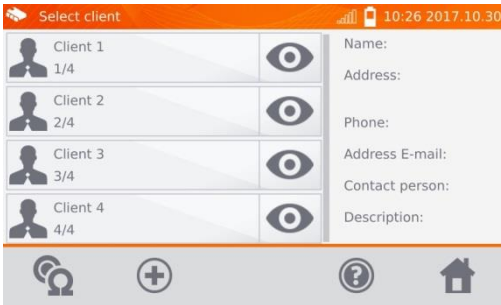 Select client
10:26 2017.10.30
Client 1
1/4
Client 2
2/4
Client 3
3/4
Client 4
4/4
Name:
Address:
Phone:
Address E-mail:
Contact person:
Description: